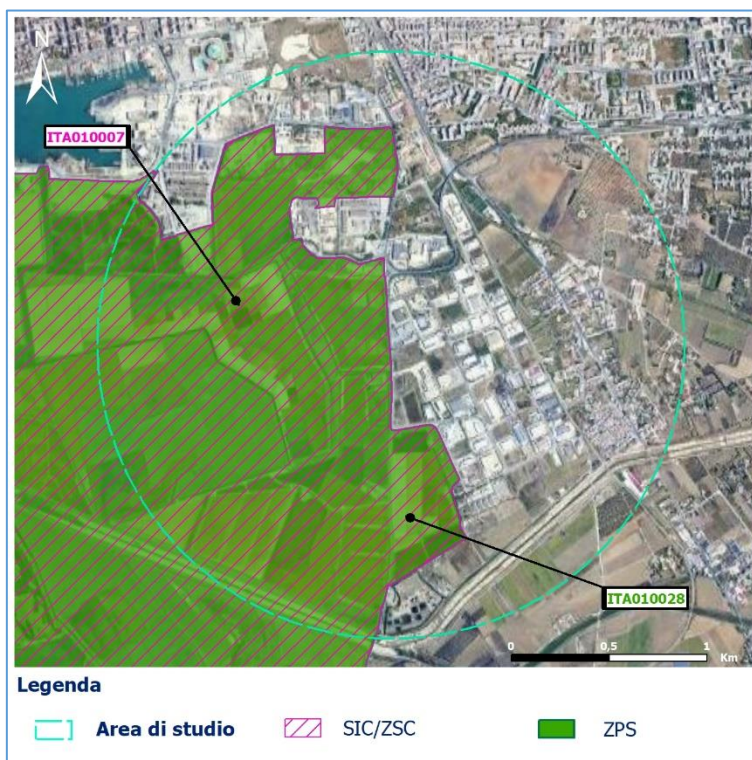 N
ITA010007
ITA010028
0 0,5 1
Km
Legenda
Area di studio SIC/ZSC ZPS